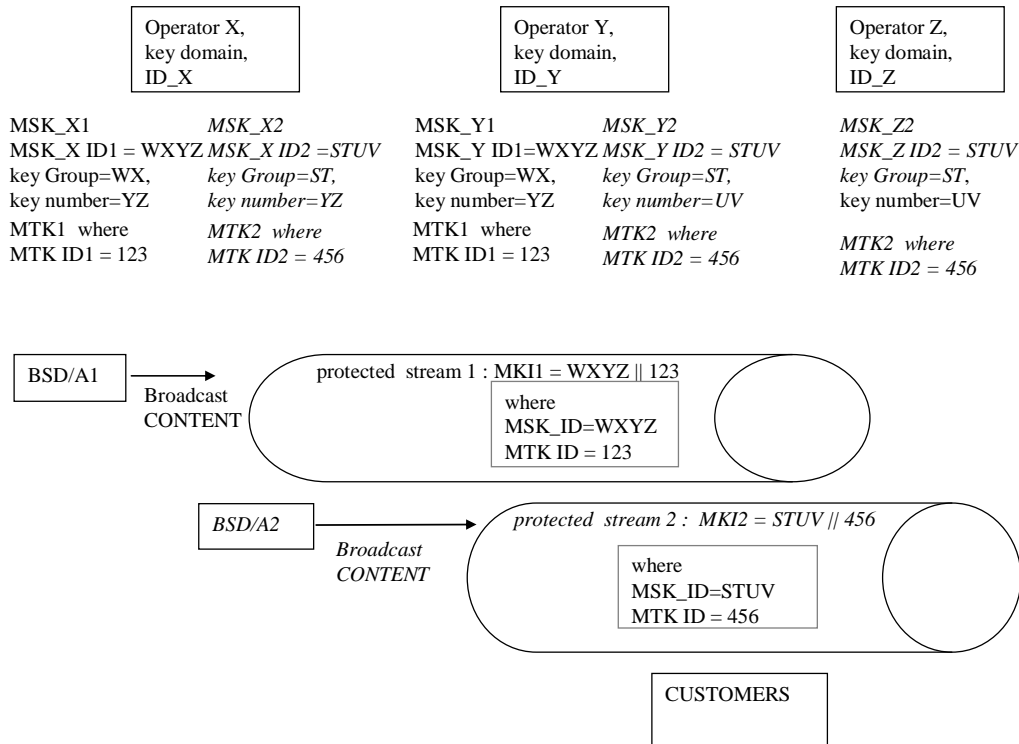 Operator X,
key domain,
ID_X
Operator Y,
key domain,
ID_Y
Operator Z,
key domain,
ID_Z
MSK_X1
MSK_X ID1 = WXYZ
key Group=WX,
key number=YZ
MTK1 where
MTK ID1 = 123
MSK_X2
MSK_X ID2 =STUV
key Group=ST,
key number=YZ
MTK2 where
MTK ID2 = 456
MSK_Y1
MSK_Y ID1=WXYZ
key Group=WX,
key number=YZ
MTK1 where
MTK ID1 = 123
MSK_Y2
MSK_Y ID2 = STUV
key Group=ST,
key number=UV
MTK2 where
MTK ID2 = 456
MSK_Z2
MSK_Z ID2 = STUV
key Group=ST,
key number=UV
MTK2 where
MTK ID2 = 456
BSD/A1
Broadcast
CONTENT
protected stream 1 : MKI1 = WXYZ || 123
where
MSK_ID=WXYZ
MTK ID = 123
BSD/A2
Broadcast
CONTENT
protected stream 2 : MKI2 = STUV || 456
where
MSK_ID=STUV
MTK ID = 456
CUSTOMERS